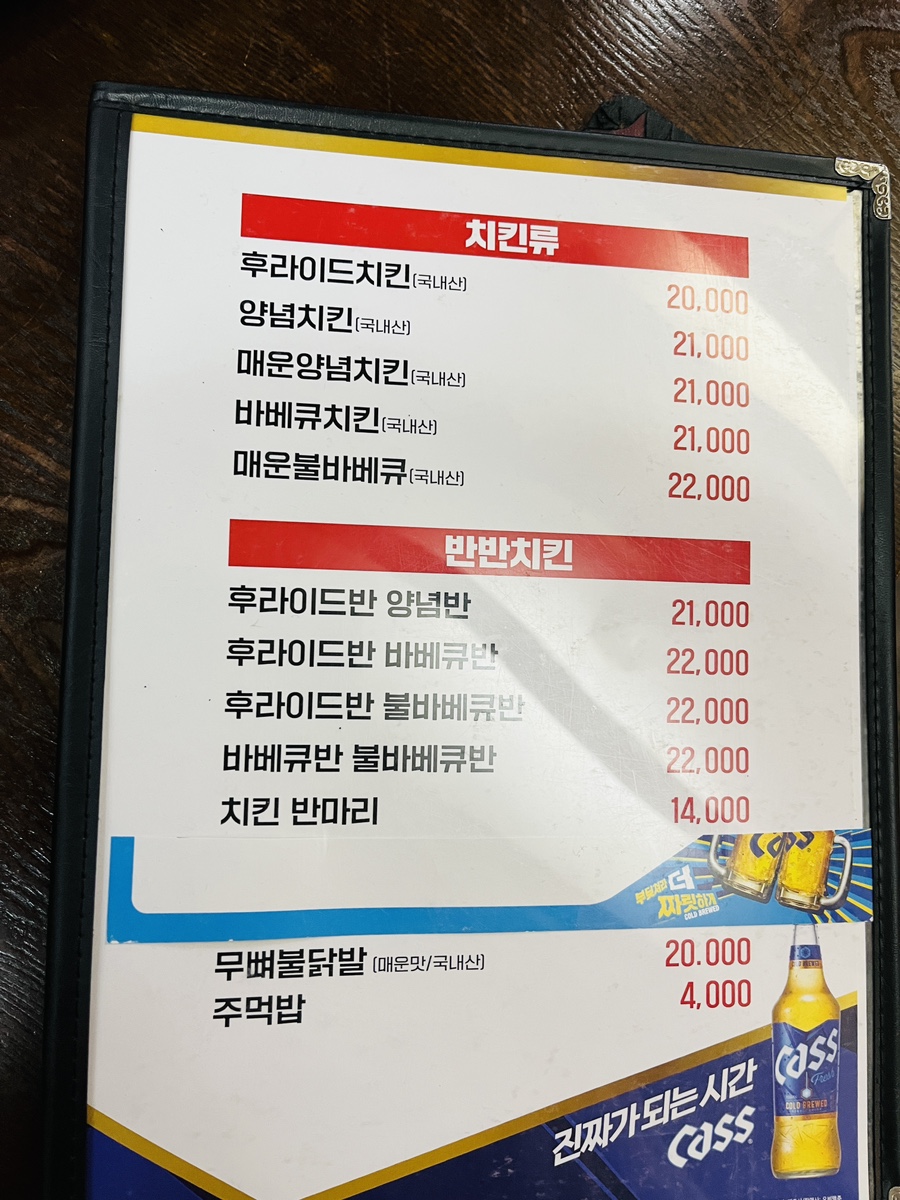 치킨류
후라이드치킨(국내산) 20,000
양념치킨(국내산) 21,000
매운양념치킨(국내산) 21,000
바베큐치킨(국내산) 21,000
매운불바베큐(국내산) 22,000
반반치킨
후라이드반 양념반 21,000
후라이드반 바베큐반 22,000
후라이드반 불바베큐반 22,000
바베큐반 불바베큐반 22,000
치킨 반마리 14,000
Cass
부딪쳐라 더
짜릿하게
COLD BREWED
무뼈불닭발 (매운맛/국내산) 20.000
주먹밥 4,000
Cass
Fresh
COLD BREWED
진짜가 되는 시간
Cass